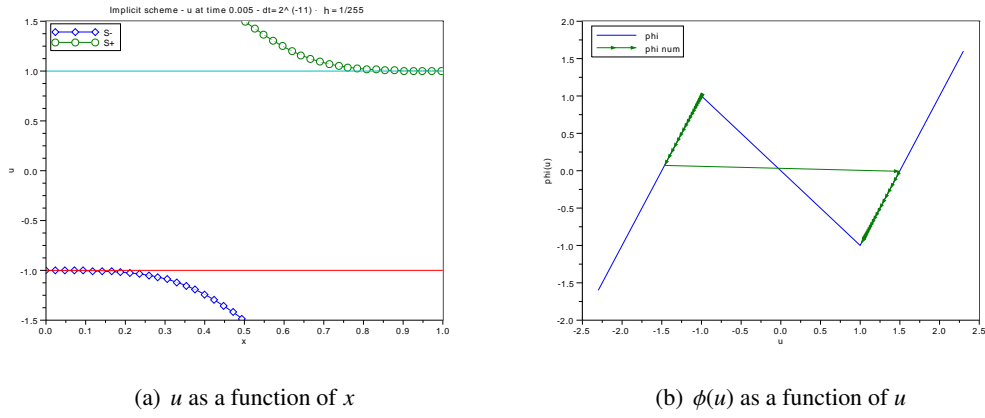 Implicit scheme - u at time 0.005 - dt= 2^ (-11) - h = 1/255
S-
S+
1.5
1.0
0.5
0.0
-0.5
-1.0
-1.5
u
0.0 0.1 0.2 0.3 0.4 0.5 0.6 0.7 0.8 0.9 1.0
x
(a) u as a function of x
phi
phi num
2.0
1.5
1.0
0.5
0.0
-0.5
-1.0
-1.5
-2.0
phi(u)
-2.5 -2.0 -1.5 -1.0 -0.5 0.0 0.5 1.0 1.5 2.0 2.5
u
(b) ϕ(u) as a function of u